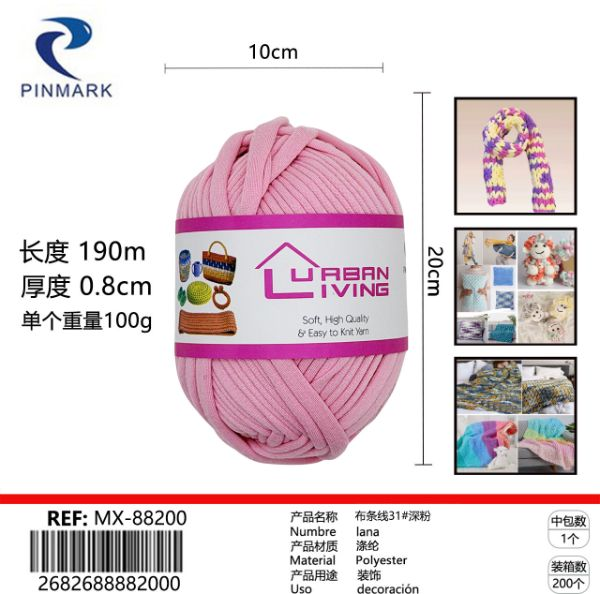 PINMARK
10cm
20cm
长度 190m
厚度 0.8cm
单个重量100g
URBAN
LIVING
Soft, High Quality
& Easy to Knit Yarn
REF: MX-88200
2682688882000
产品名称 布条线31#深粉
Numbre lana
产品材质 涤纶
Material Polyester
产品用途 装饰
Uso decoración
中包数
1个
装箱数
200个